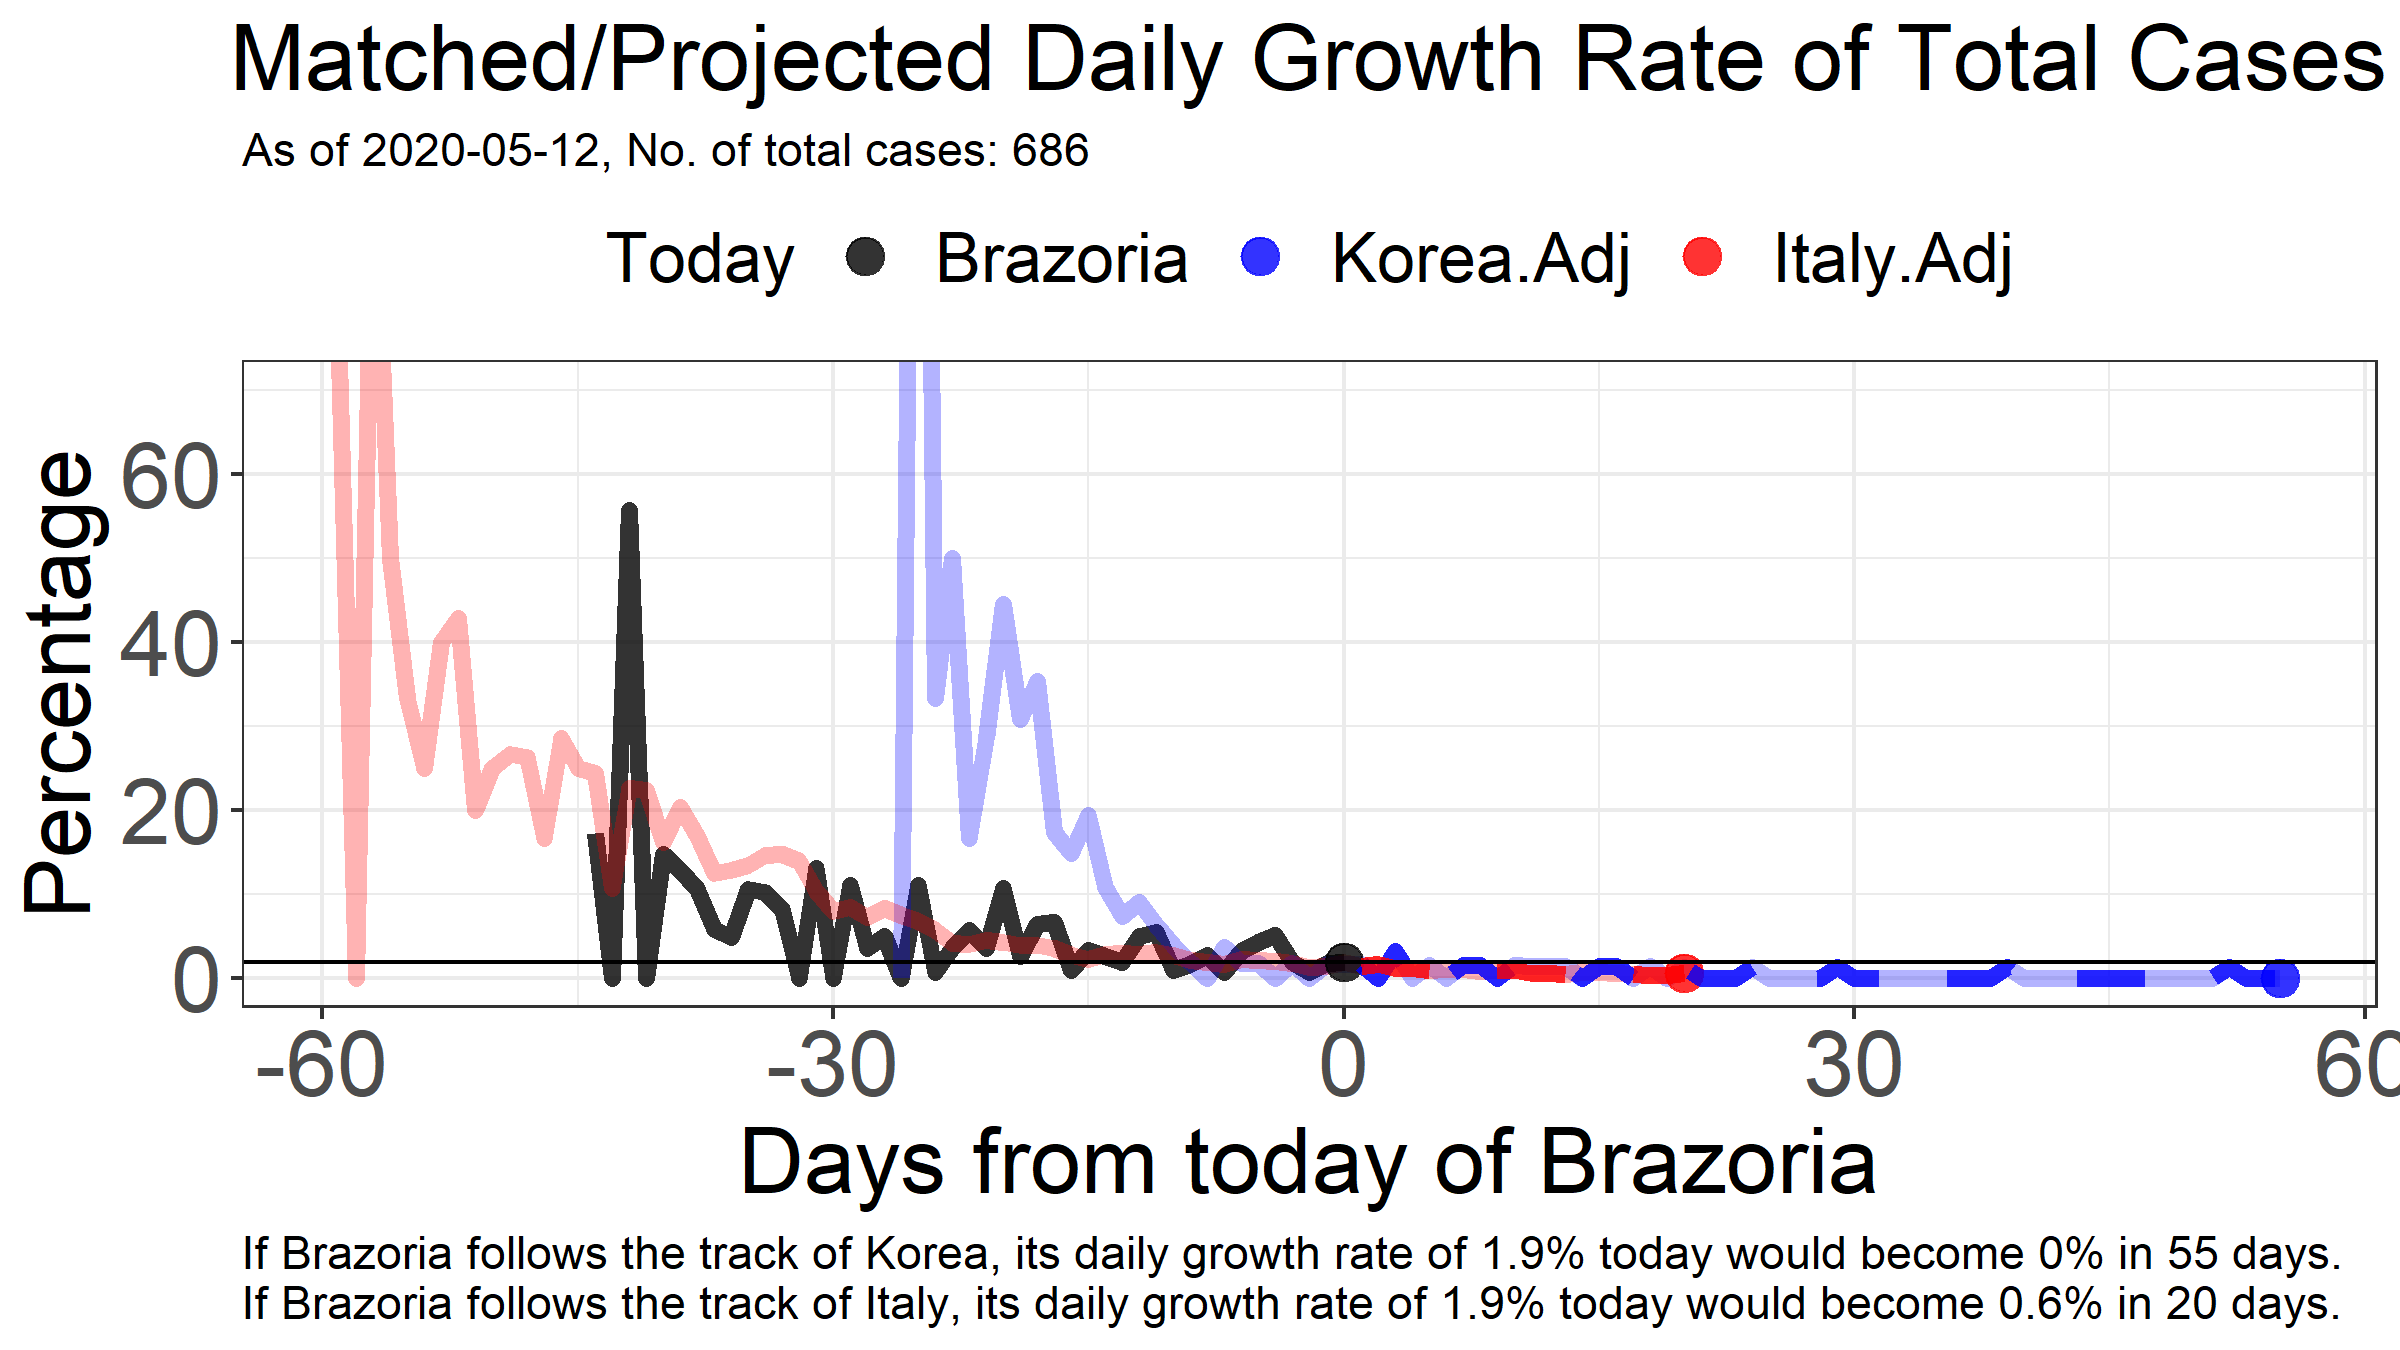 Matched/Projected Daily Growth Rate of Total Cases
As of 2020-05-12, No. of total cases: 686
Today Brazoria Korea.Adj Italy.Adj
Percentage
60
40
20
0
-60 -30 0 30 60
Days from today of Brazoria
If Brazoria follows the track of Korea, its daily growth rate of 1.9% today would become 0% in 55 days.
If Brazoria follows the track of Italy, its daily growth rate of 1.9% today would become 0.6% in 20 days.